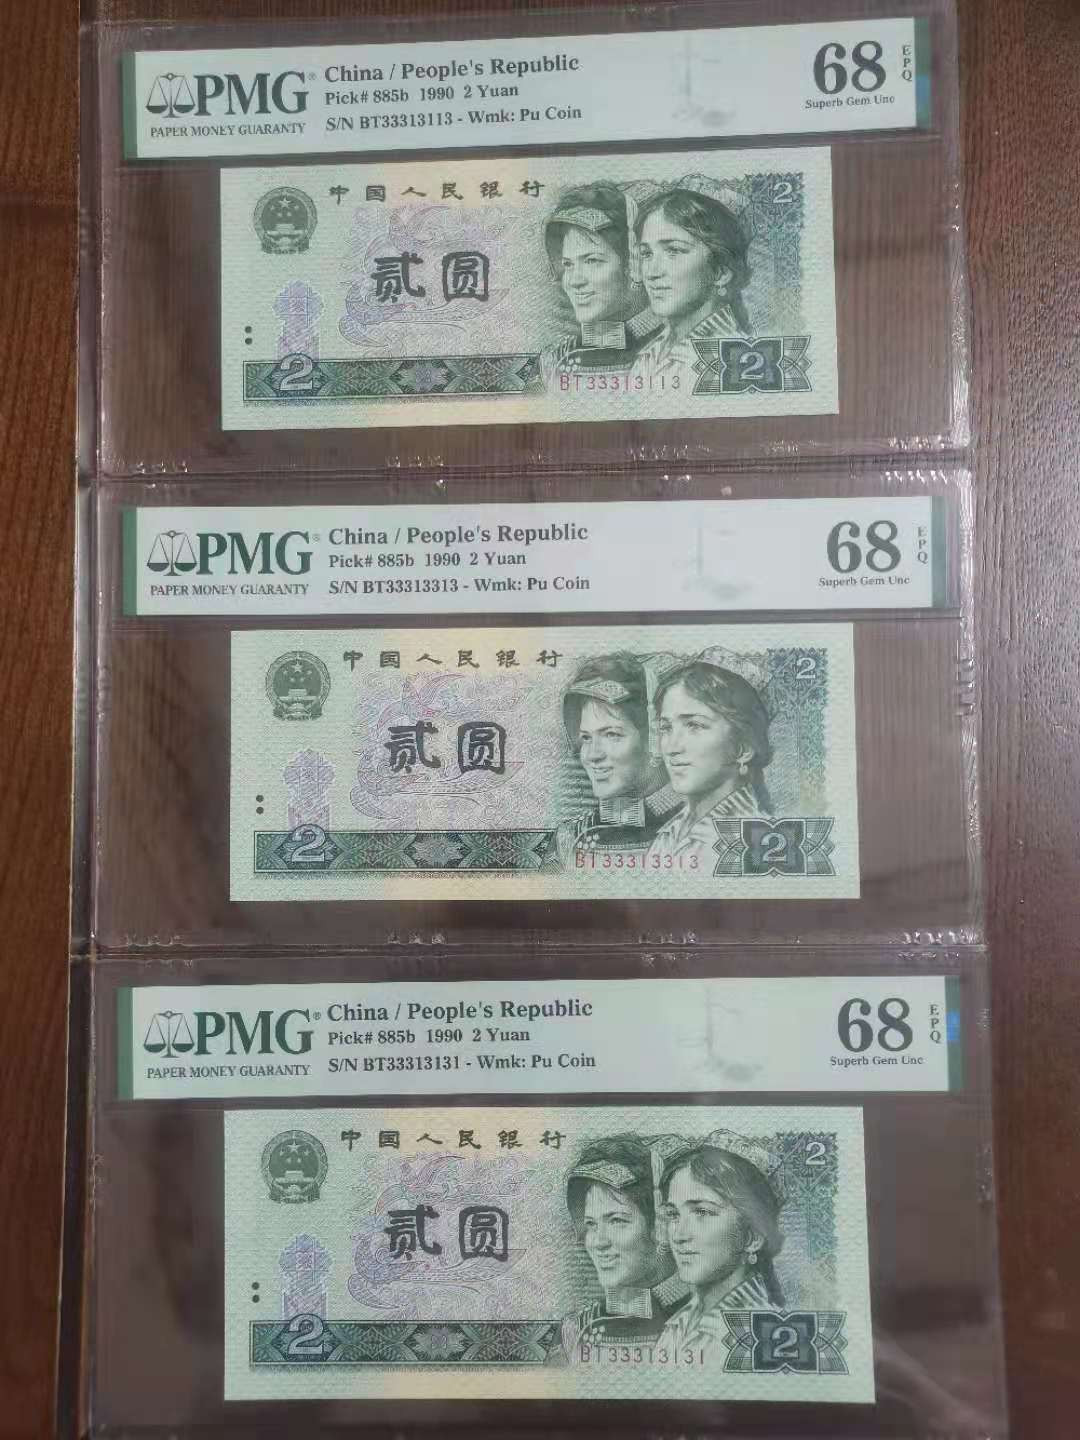 PMG®
PAPER MONEY GUARANTY
China / People's Republic
Pick# 885b 1990 2 Yuan
S/N BT33313113 - Wmk: Pu Coin
68
EPQ
Superb Gem Unc
中国人民银行
2
贰圆
2
BT33313113
2
PMG®
PAPER MONEY GUARANTY
China / People's Republic
Pick# 885b 1990 2 Yuan
S/N BT33313313 - Wmk: Pu Coin
68
EPQ
Superb Gem Unc
中国人民银行
2
贰圆
2
BT33313313
2
PMG®
PAPER MONEY GUARANTY
China / People's Republic
Pick# 885b 1990 2 Yuan
S/N BT33313131 - Wmk: Pu Coin
68
EPQ
Superb Gem Unc
中国人民银行
2
贰圆
2
BT33313131
2